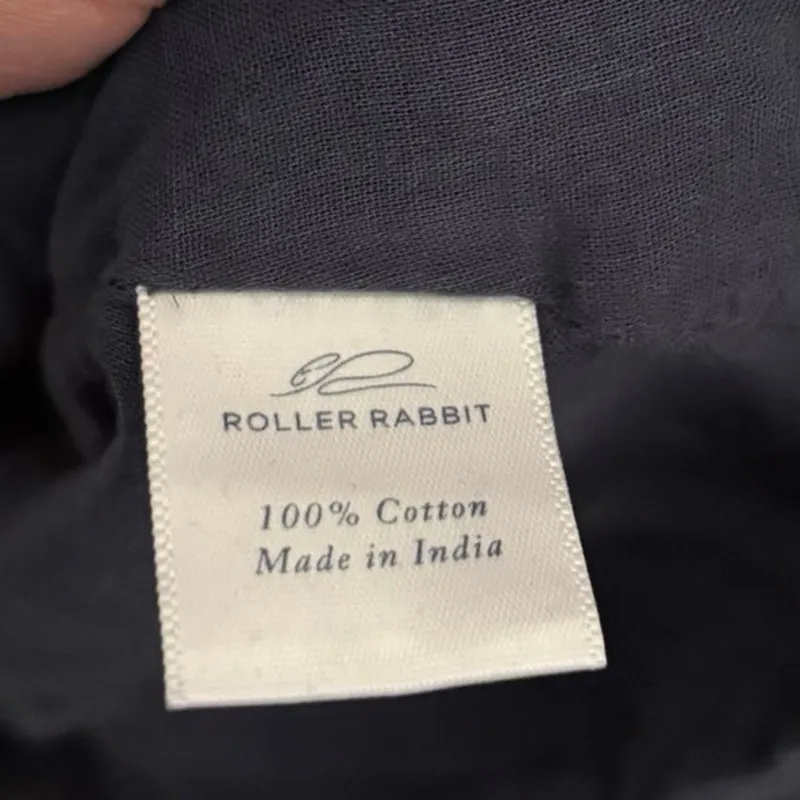 ROLLER RABBIT
100% Cotton
Made in India